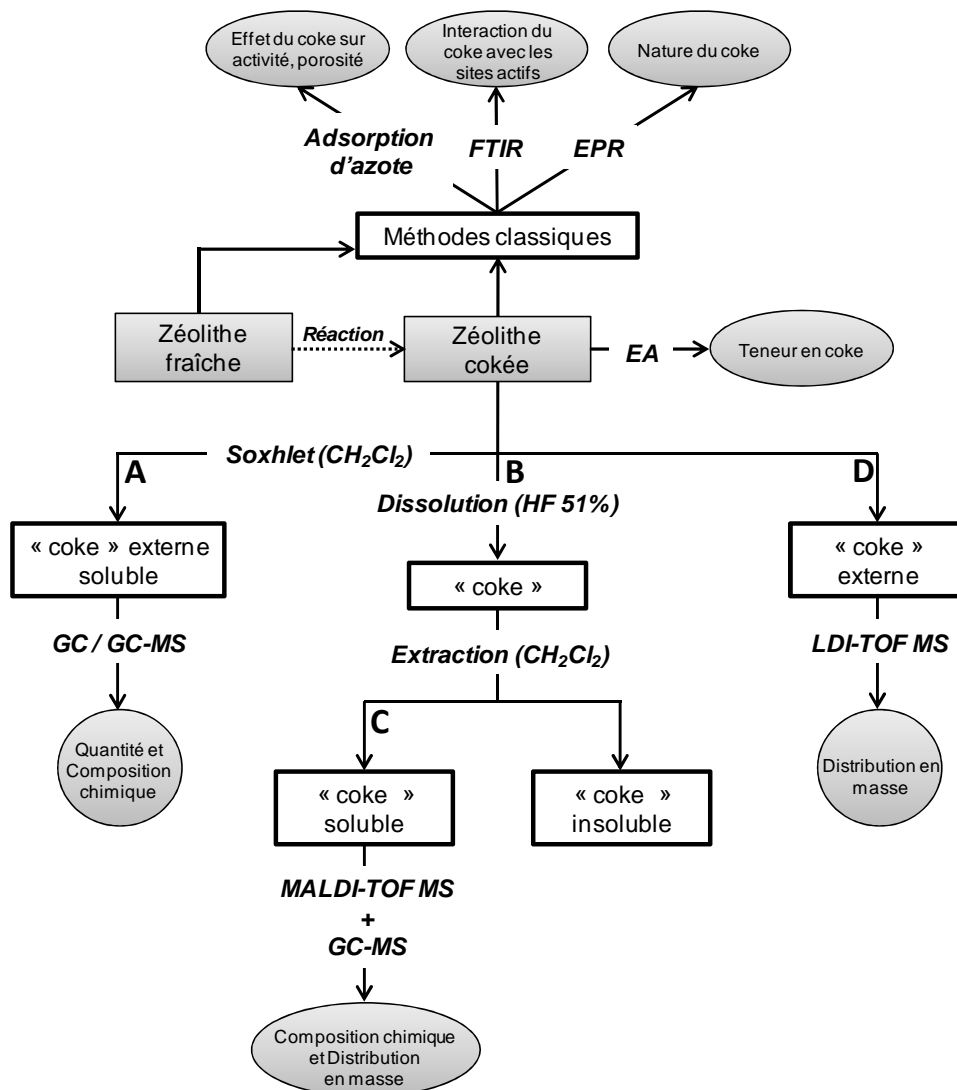 Effet du coke sur
activité, porosité
Interaction du
coke avec les
sites actifs
Nature du coke
Adsorption
d'azote
FTIR
EPR
Méthodes classiques
Zéolithe
fraîche
Réaction
Zéolithe
cokée
EA
Teneur en coke
Soxhlet (CH₂Cl₂)
A
B
D
Dissolution (HF 51%)
« coke » externe
soluble
« coke »
« coke »
externe
GC / GC-MS
Extraction (CH₂Cl₂)
LDI-TOF MS
C
Quantité et
Composition
chimique
« coke »
soluble
« coke »
insoluble
Distribution en
masse
MALDI-TOF MS
+
GC-MS
Composition chimique
et Distribution
en masse